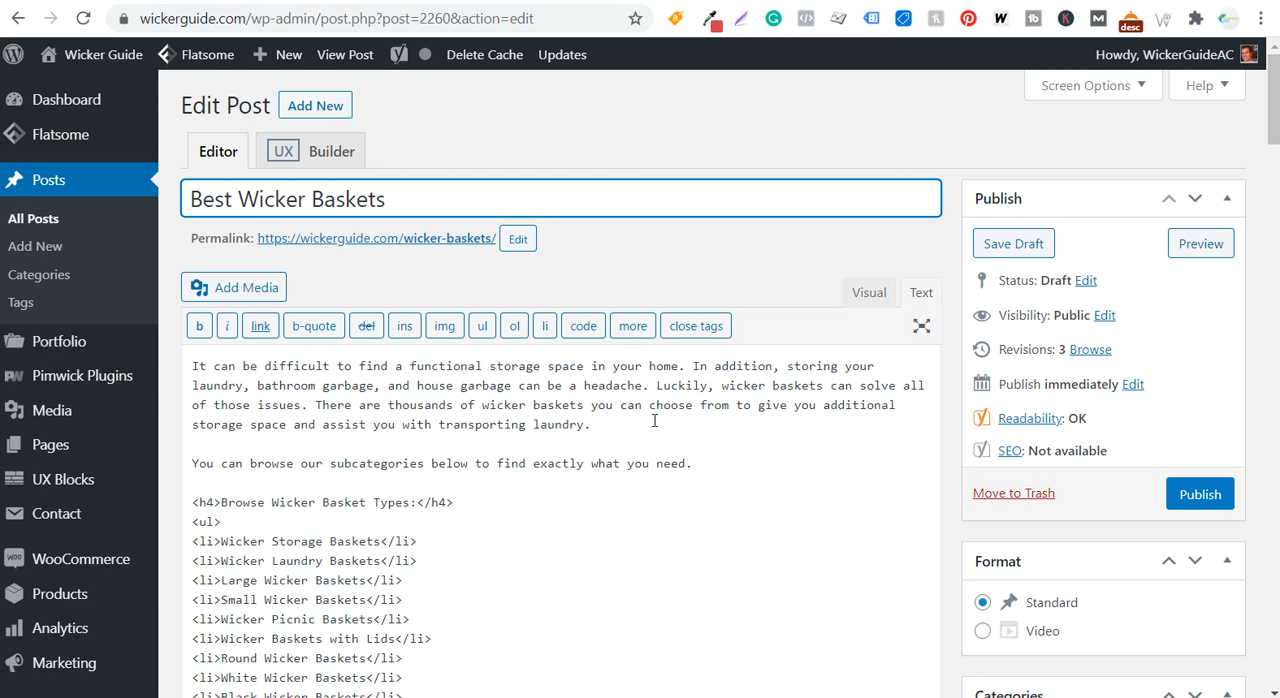 wickerguide.com/wp-admin/post.php?post=2260&action=edit
desc
Wicker Guide
Flatsome
New
View Post
Delete Cache
Updates
Howdy, WickerGuideAC
Dashboard
Flatsome
Posts
All Posts
Add New
Categories
Tags
Portfolio
Pimwick Plugins
Media
Pages
UX Blocks
Contact
WooCommerce
Products
Analytics
Marketing
Screen Options
Help
Edit Post
Add New
Editor
UX Builder
Best Wicker Baskets
Permalink: https://wickerguide.com/wicker-baskets/ Edit
Add Media
Visual
Text
b
i
link
b-quote
del
ins
img
ul
ol
li
code
more
close tags
It can be difficult to find a functional storage space in your home. In addition, storing your
laundry, bathroom garbage, and house garbage can be a headache. Luckily, wicker baskets can solve all
of those issues. There are thousands of wicker baskets you can choose from to give you additional
storage space and assist you with transporting laundry.
You can browse our subcategories below to find exactly what you need.
<h4>Browse Wicker Basket Types:</h4>
<ul>
<li>Wicker Storage Baskets</li>
<li>Wicker Laundry Baskets</li>
<li>Large Wicker Baskets</li>
<li>Small Wicker Baskets</li>
<li>Wicker Picnic Baskets</li>
<li>Wicker Baskets with Lids</li>
<li>Round Wicker Baskets</li>
<li>White Wicker Baskets</li>
<li>Black Wicker Baskets</li>
Publish
Save Draft
Preview
Status: Draft Edit
Visibility: Public Edit
Revisions: 3 Browse
Publish immediately Edit
Readability: OK
SEO: Not available
Move to Trash
Publish
Format
Standard
Video
Categories